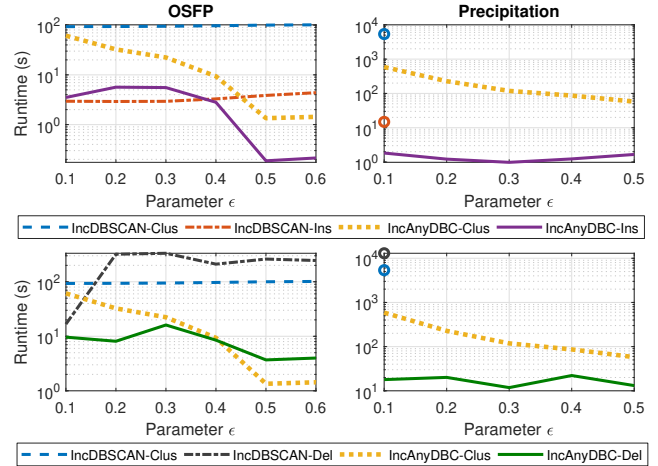 OSFP
Precipitation
Runtime (s)
10^2
10^1
10^0
0.1 0.2 0.3 0.4 0.5 0.6
Parameter ϵ
10^4
10^3
10^2
10^1
10^0
0.1 0.2 0.3 0.4 0.5
Parameter ϵ
IncDBSCAN-Clus IncDBSCAN-Ins IncAnyDBC-Clus IncAnyDBC-Ins
Runtime (s)
10^2
10^1
10^0
0.1 0.2 0.3 0.4 0.5 0.6
Parameter ϵ
10^4
10^3
10^2
10^1
0.1 0.2 0.3 0.4 0.5
Parameter ϵ
IncDBSCAN-Clus IncDBSCAN-Del IncAnyDBC-Clus IncAnyDBC-Del